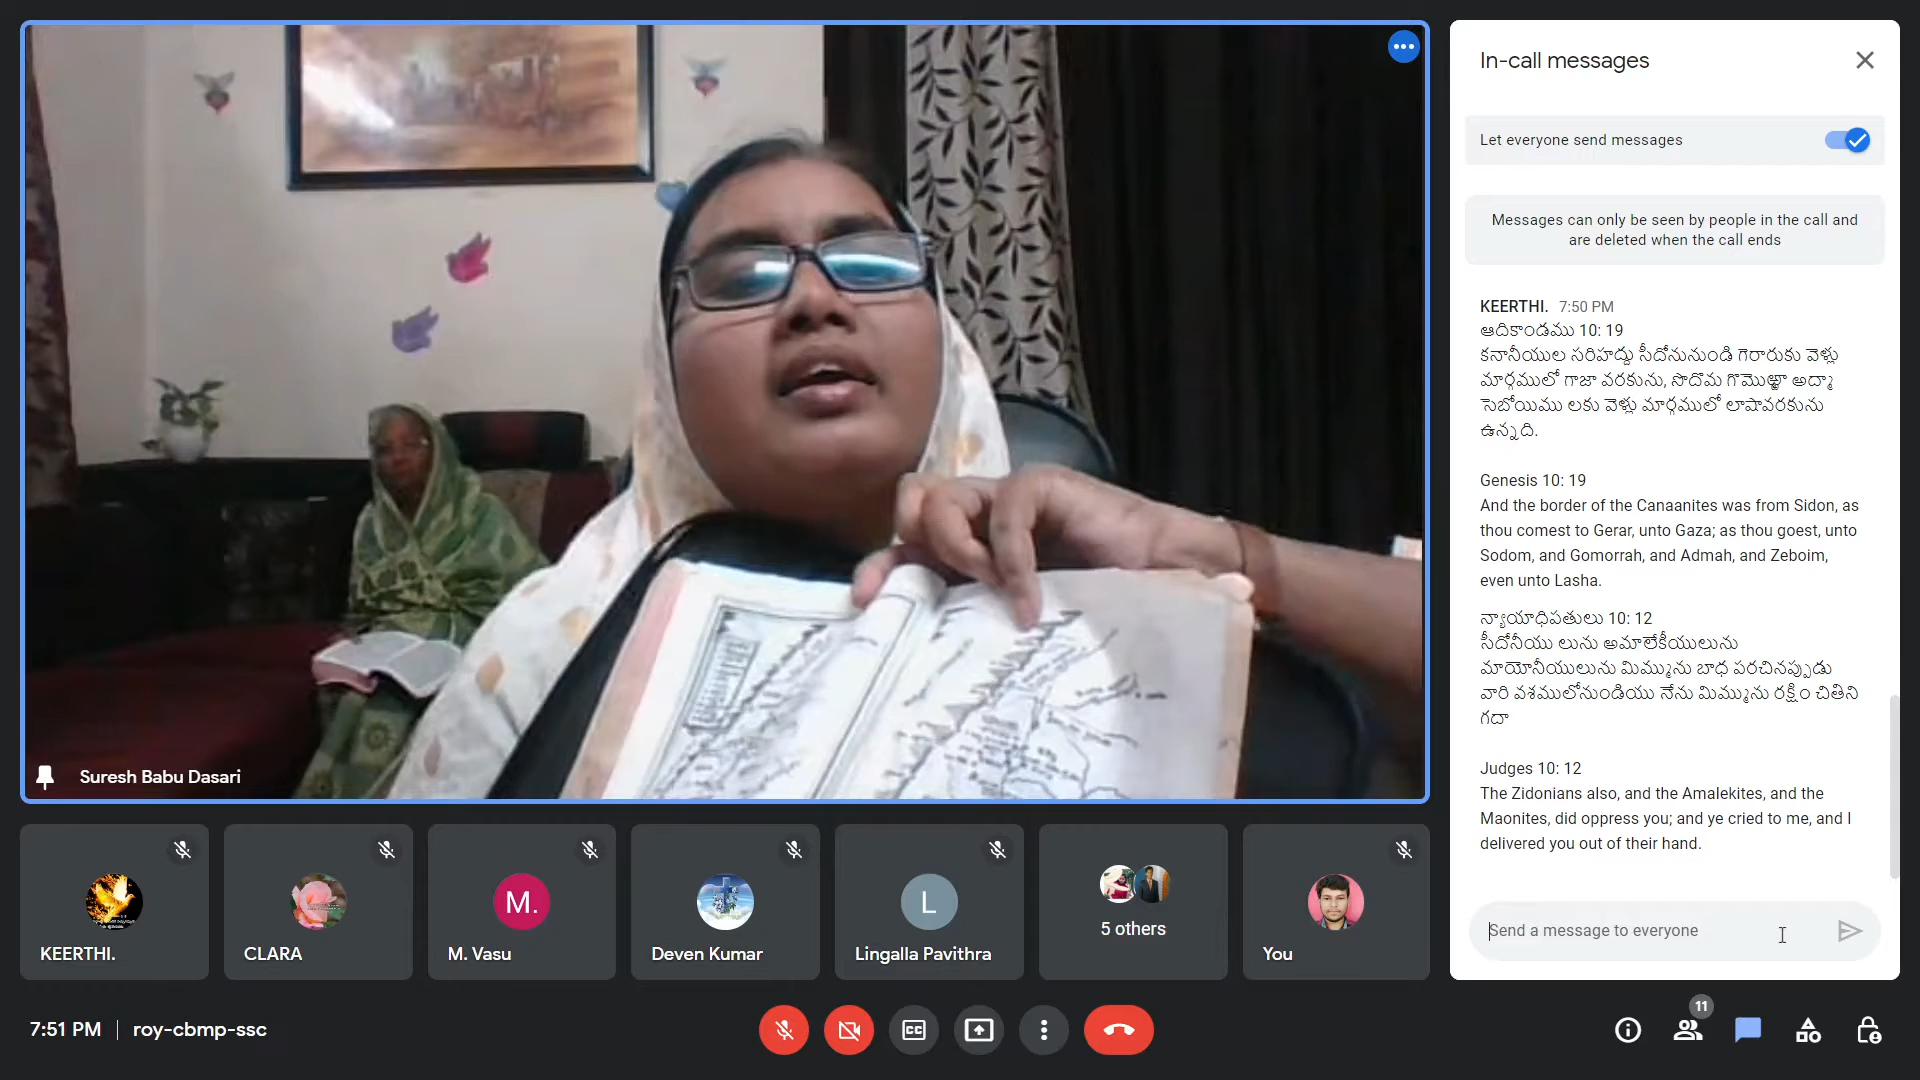 Suresh Babu Dasari
KEERTHI.
CLARA
M.
M. Vasu
Deven Kumar
L
Lingalla Pavithra
5 others
You
7:51 PM
roy-cbmp-ssc
CC
11
In-call messages
Let everyone send messages
Messages can only be seen by people in the call and
are deleted when the call ends
KEERTHI. 7:50 PM
ఆదికాండము 10: 19
కనానీయుల సరిహద్దు సీదోనునుండి గెరారుకు వెళ్లు
మార్గములో గాజా వరకును, సొదొమ గొమొఱ్ఱా అద్మా
సెబోయిము లకు వెళ్లు మార్గములో లాషావరకును
ఉన్నది.
Genesis 10: 19
And the border of the Canaanites was from Sidon, as
thou comest to Gerar, unto Gaza; as thou goest, unto
Sodom, and Gomorrah, and Admah, and Zeboim,
even unto Lasha.
న్యాయాధిపతులు 10: 12
సీదోనీయు లును అమాలేకీయులును
మాయోనీయులును మిమ్మును బాధ పరచినప్పుడు
వారి వశములోనుండియు నేను మిమ్మును రక్షిం చితిని
గదా
Judges 10: 12
The Zidonians also, and the Amalekites, and the
Maonites, did oppress you; and ye cried to me, and I
delivered you out of their hand.
Send a message to everyone